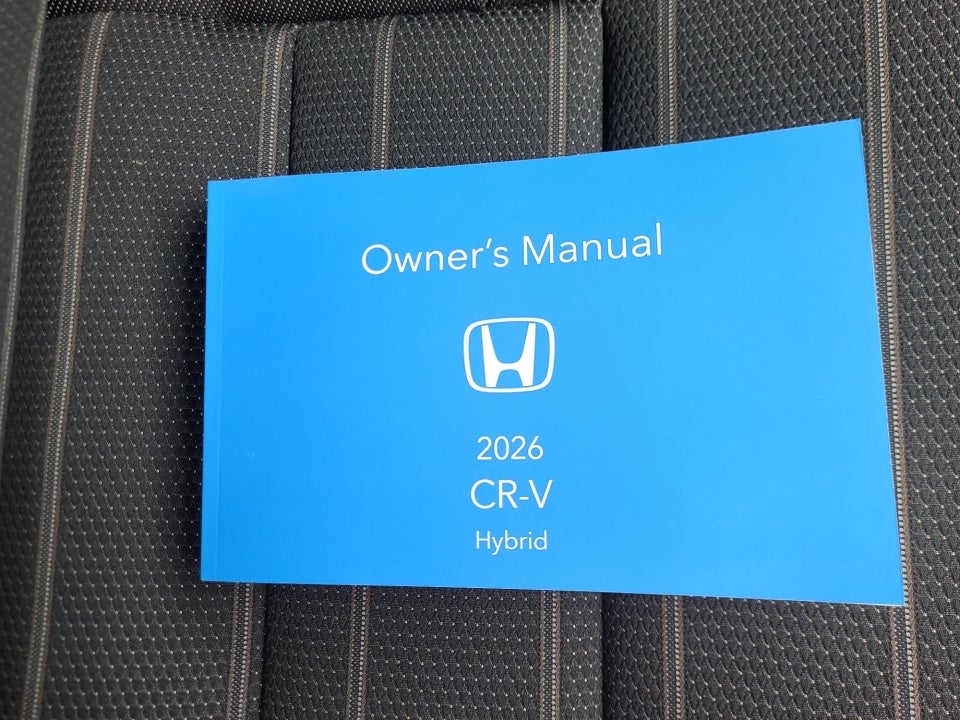 Owner's Manual
2026
CR-V
Hybrid